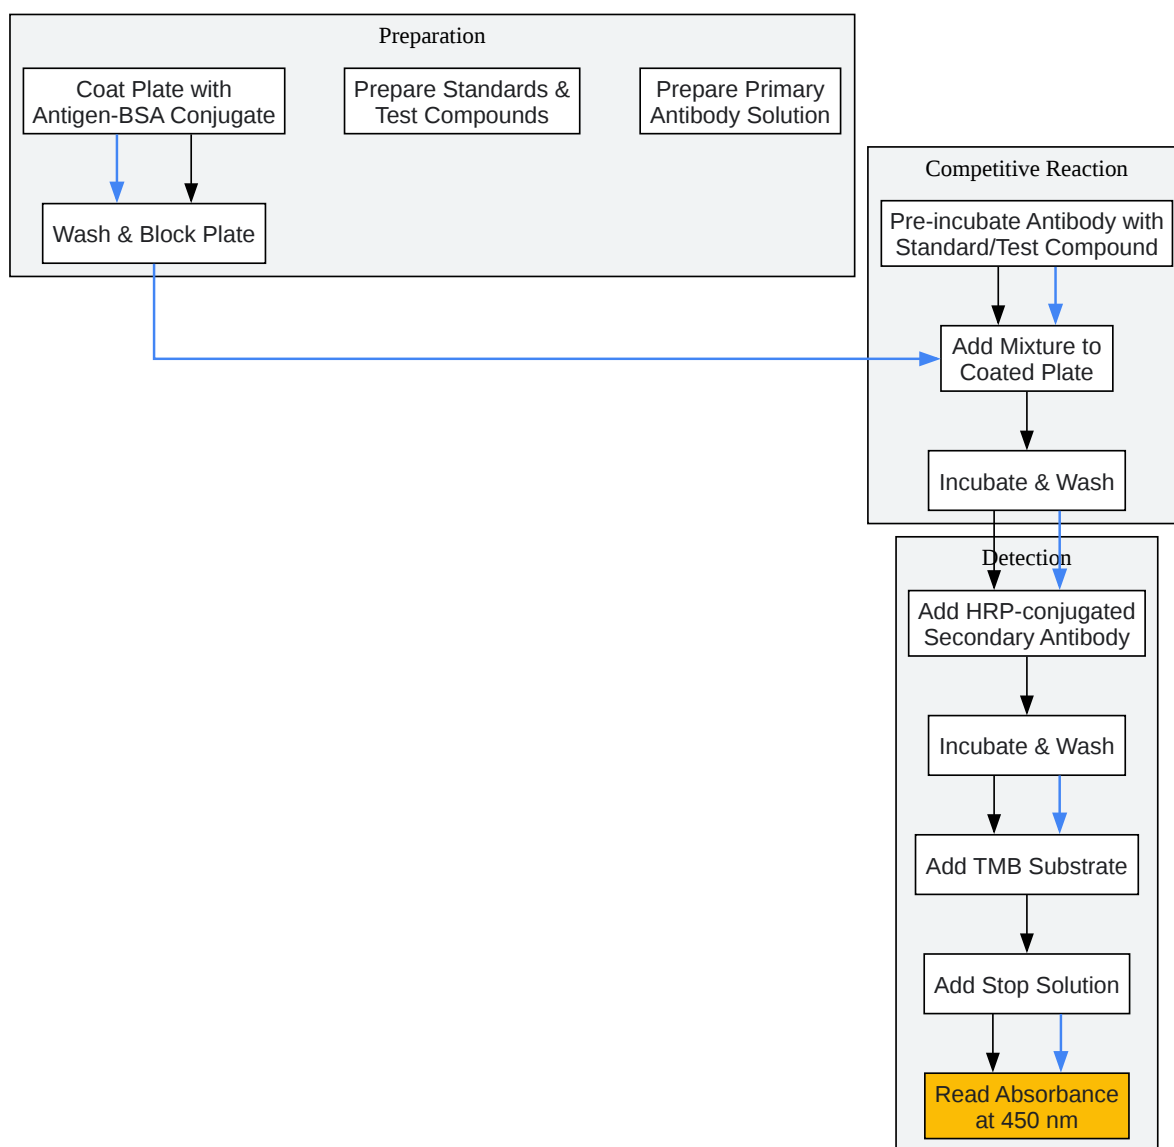 Preparation
Coat Plate with
Antigen-BSA Conjugate
Prepare Standards &
Test Compounds
Prepare Primary
Antibody Solution
Wash & Block Plate
Competitive Reaction
Pre-incubate Antibody with
Standard/Test Compound
Add Mixture to
Coated Plate
Incubate & Wash
Detection
Add HRP-conjugated
Secondary Antibody
Incubate & Wash
Add TMB Substrate
Add Stop Solution
Read Absorbance
at 450 nm